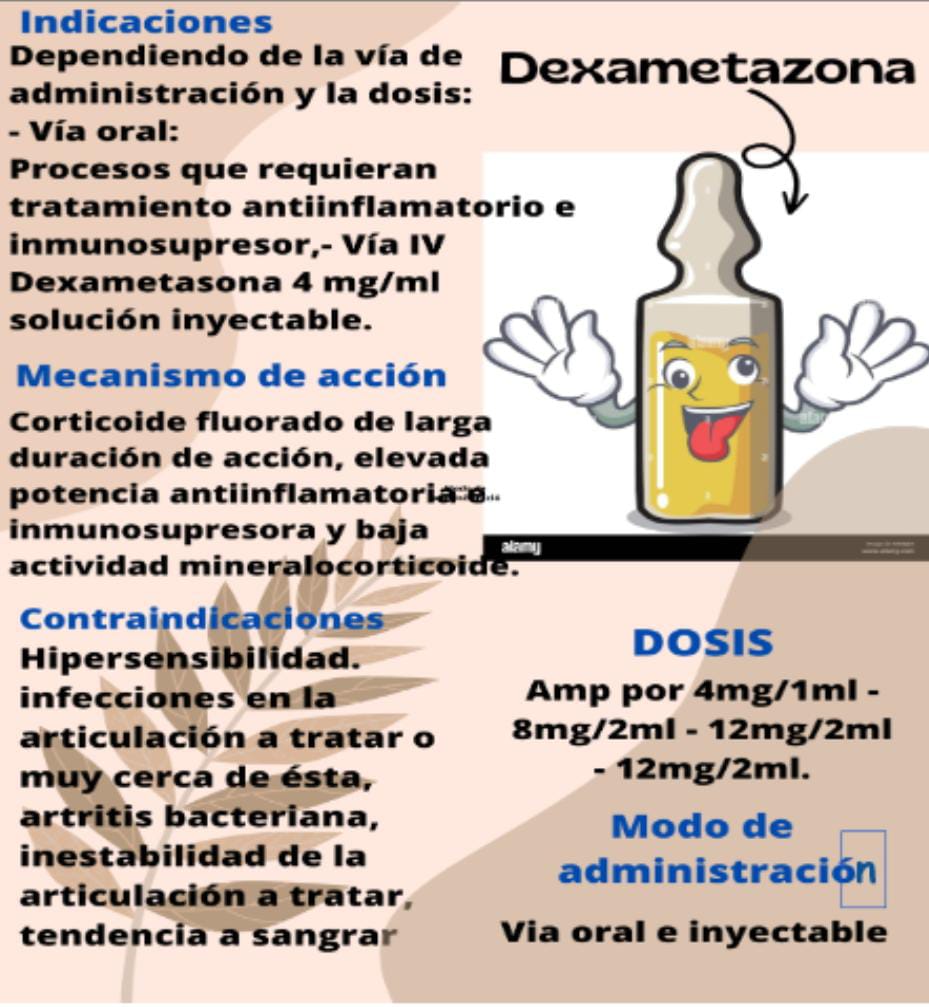 Indicaciones
Dependiendo de la vía de
administración y la dosis:
- Vía oral:
Procesos que requieran
tratamiento antiinflamatorio e
inmunosupresor,- Vía IV
Dexametasona 4 mg/ml
solución inyectable.
Mecanismo de acción
Corticoide fluorado de larga
duración de acción, elevada
potencia antiinflamatoria e
inmunosupresora y baja
actividad mineralocorticoide.
Contraindicaciones
Hipersensibilidad.
infecciones en la
articulación a tratar o
muy cerca de ésta,
artritis bacteriana,
inestabilidad de la
articulación a tratar,
tendencia a sangrar
Dexametazona
alamy
alamy
DOSIS
Amp por 4mg/1ml -
8mg/2ml - 12mg/2ml
- 12mg/2ml.
Modo de
administración
Via oral e inyectable